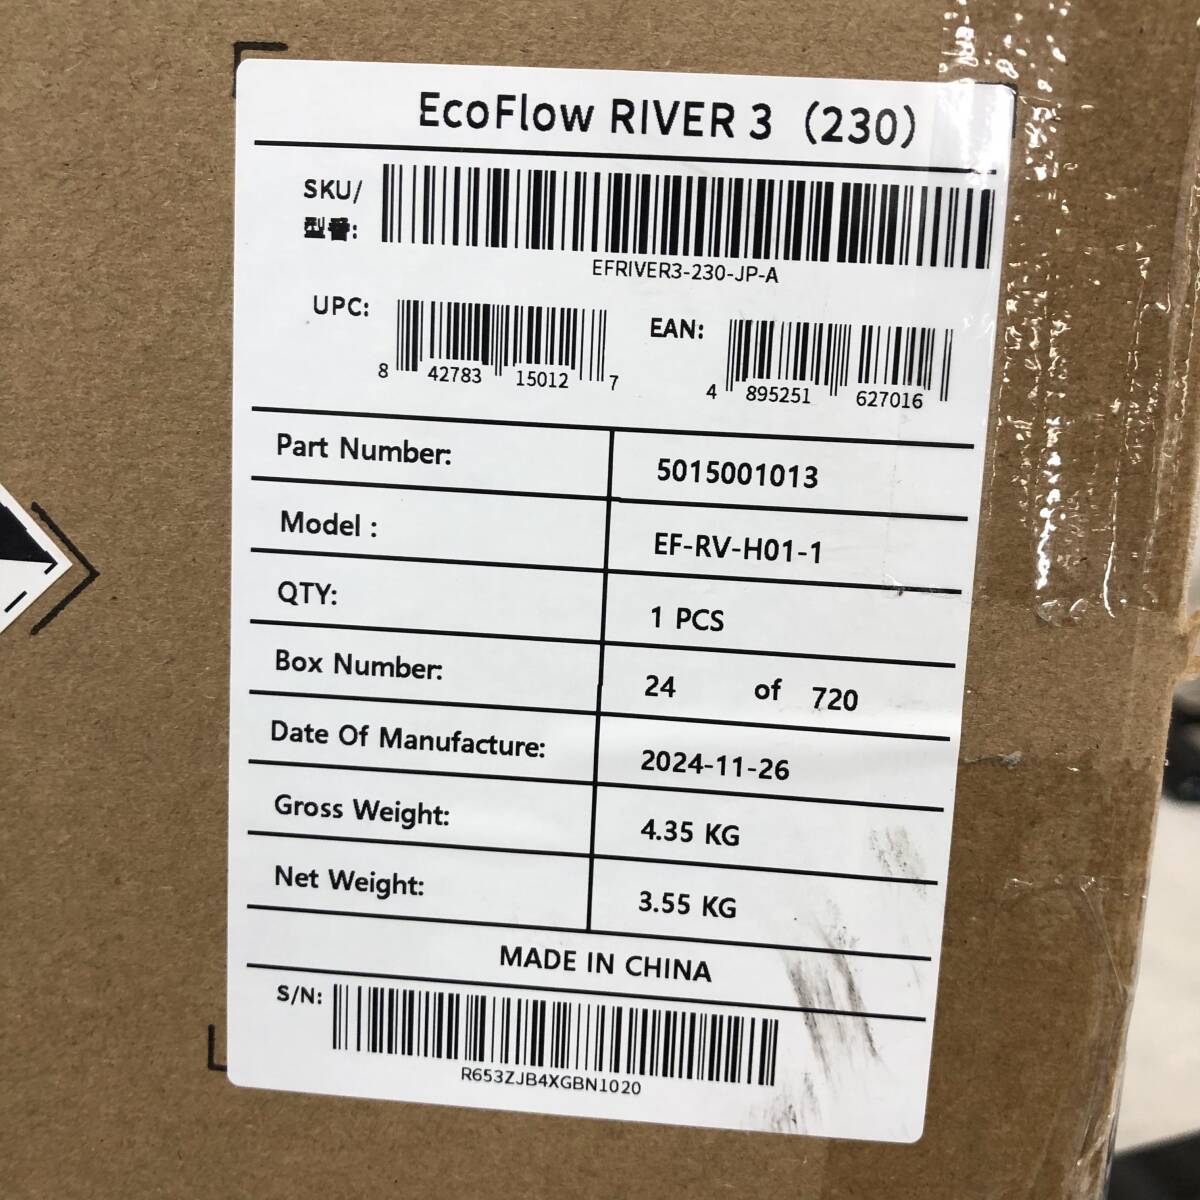 EcoFlow RIVER 3（230）
SKU/
型番:
EFRIVER3-230-JP-A
UPC:
8 42783 15012 7
EAN:
4 895251 627016
Part Number: 5015001013
Model : EF-RV-H01-1
QTY: 1 PCS
Box Number: 24 of 720
Date Of Manufacture: 2024-11-26
Gross Weight: 4.35 KG
Net Weight: 3.55 KG
MADE IN CHINA
S/N:
R653ZJB4XGBN1020